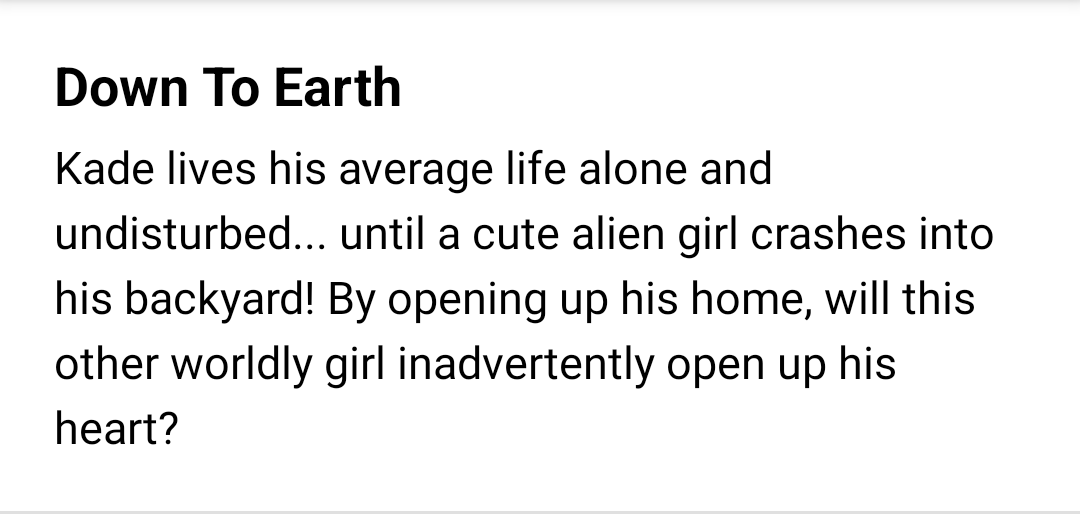 Down To Earth
Kade lives his average life alone and
undisturbed... until a cute alien girl crashes into
his backyard! By opening up his home, will this
other worldly girl inadvertently open up his
heart?